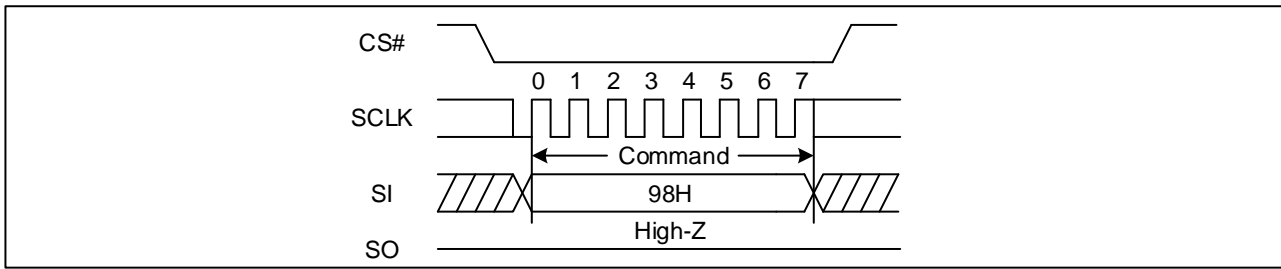 CS#
0 1 2 3 4 5 6 7
SCLK
Command
SI
98H
High-Z
SO